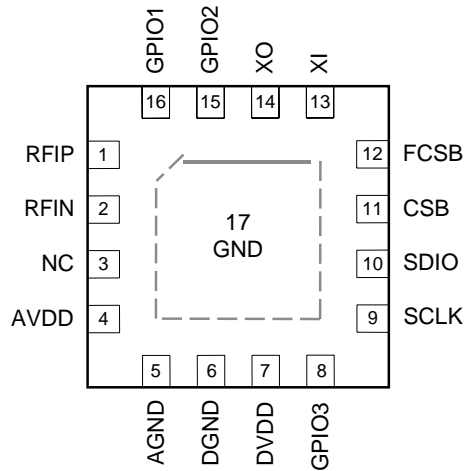 GPIO1
GPIO2
XO
XI
16
15
14
13
RFIP
1
12
FCSB
RFIN
2
11
CSB
17
GND
NC
3
10
SDIO
AVDD
4
9
SCLK
5
6
7
8
AGND
DGND
DVDD
GPIO3